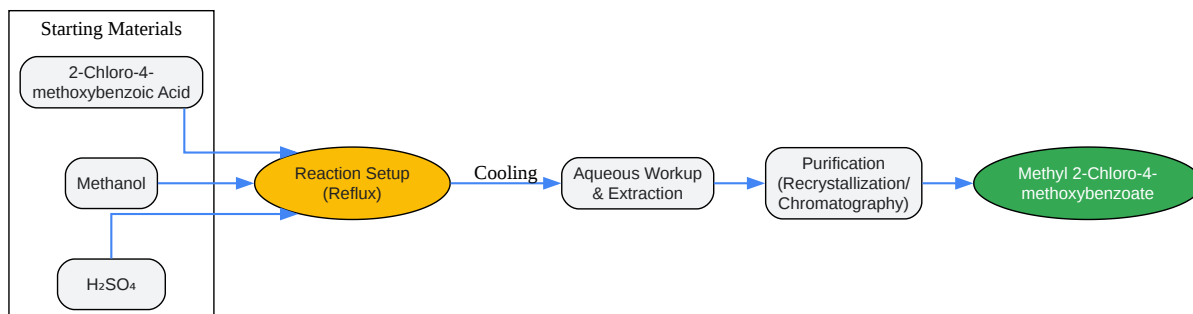 Starting Materials
2-Chloro-4-
methoxybenzoic Acid
Methanol
H₂SO₄
Reaction Setup
(Reflux)
Cooling
Aqueous Workup
& Extraction
Purification
(Recrystallization/
Chromatography)
Methyl 2-Chloro-4-
methoxybenzoate